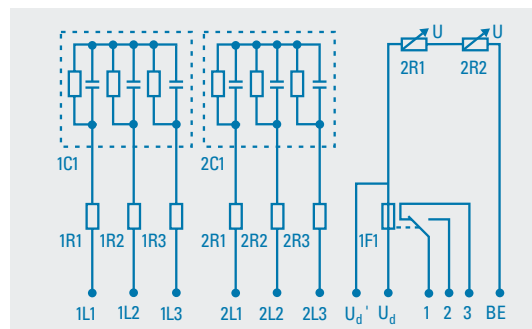 U U
2R1 2R2
1C1 2C1
1R1 1R2 1R3 2R1 2R2 2R3 1F1
1L1 1L2 1L3 2L1 2L2 2L3 Ud' Ud 1 2 3 BE